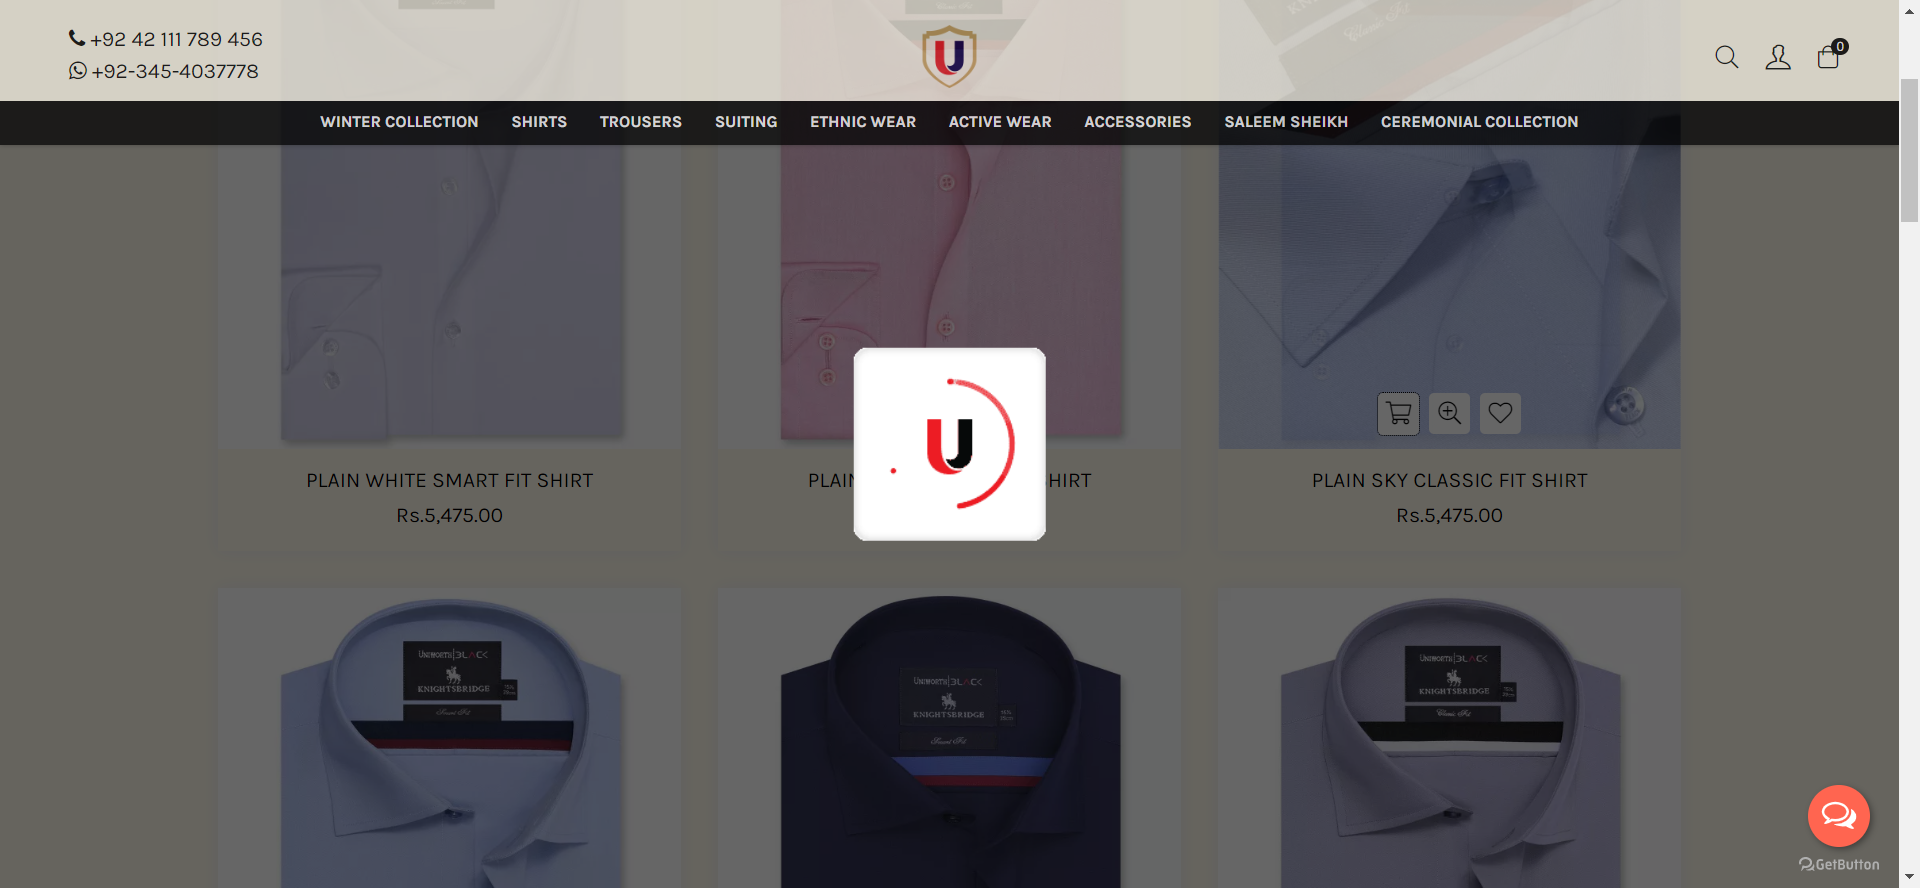 +92 42 111 789 456
+92-345-4037778
0
WINTER COLLECTION SHIRTS TROUSERS SUITING ETHNIC WEAR ACTIVE WEAR ACCESSORIES SALEEM SHEIKH CEREMONIAL COLLECTION
PLAIN WHITE SMART FIT SHIRT
Rs.5,475.00
PLAIN
HIRT
PLAIN SKY CLASSIC FIT SHIRT
Rs.5,475.00
UNIWORTH|BLACK
KNIGHTSBRIDGE
Smart Fit
UNIWORTH|BLACK
KNIGHTSBRIDGE
Smart Fit
UNIWORTH|BLACK
KNIGHTSBRIDGE
Classic Fit
GetButton